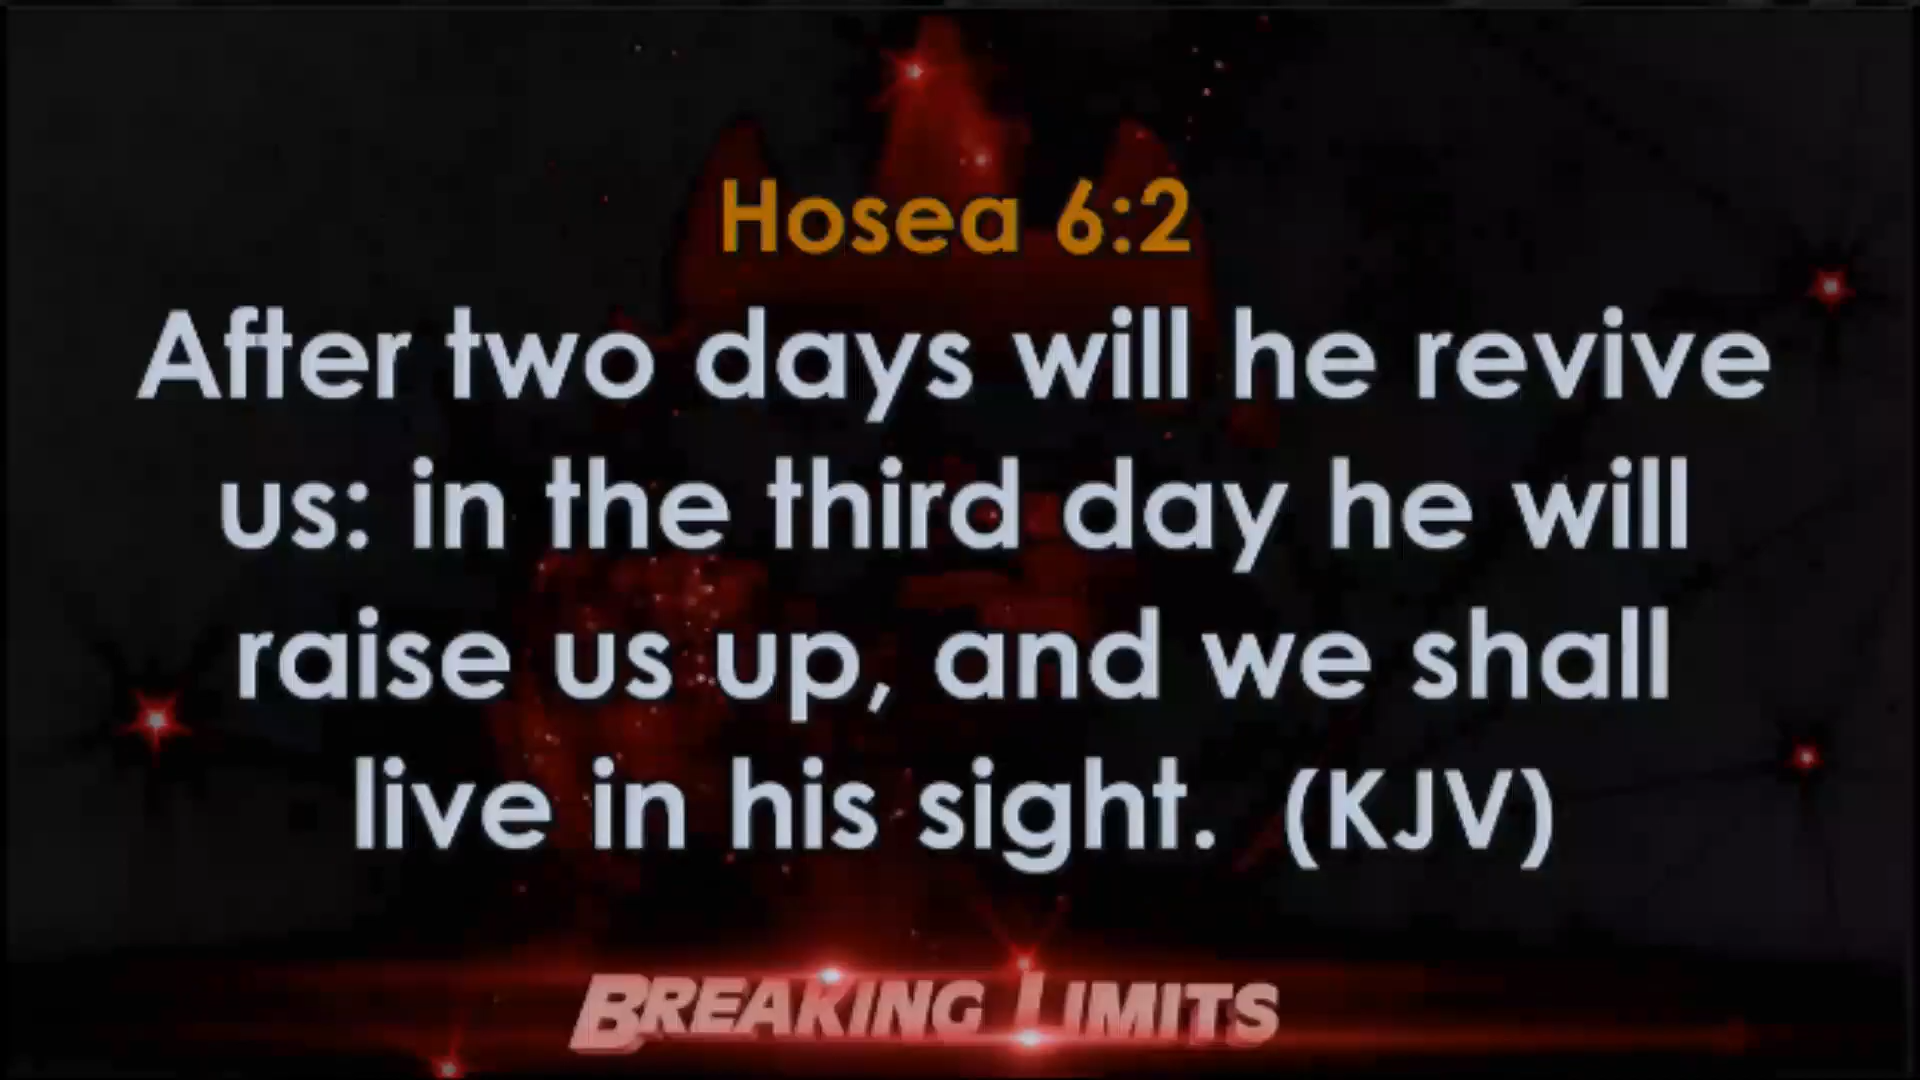 Hosea 6:2
After two days will he revive
us: in the third day he will
raise us up, and we shall
live in his sight.  (KJV)
BREAKING LIMITS